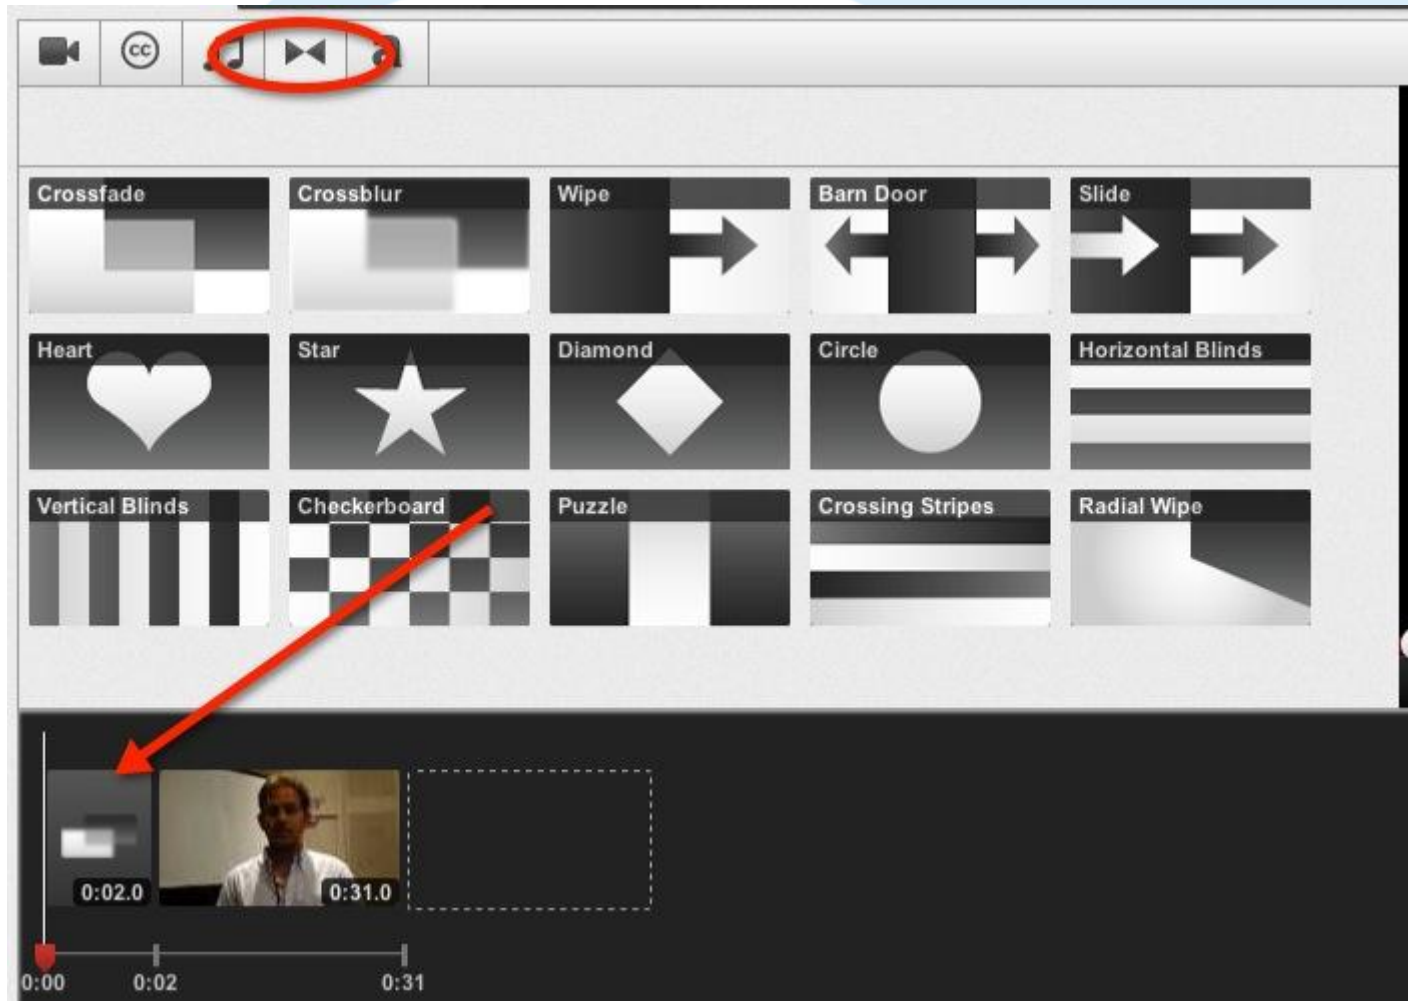 cc
a
Crossfade
Crossblur
Wipe
Barn Door
Slide
Heart
Star
Diamond
Circle
Horizontal Blinds
Vertical Blinds
Checkerboard
Puzzle
Crossing Stripes
Radial Wipe
0:02.0
0:31.0
0:00
0:02
0:31